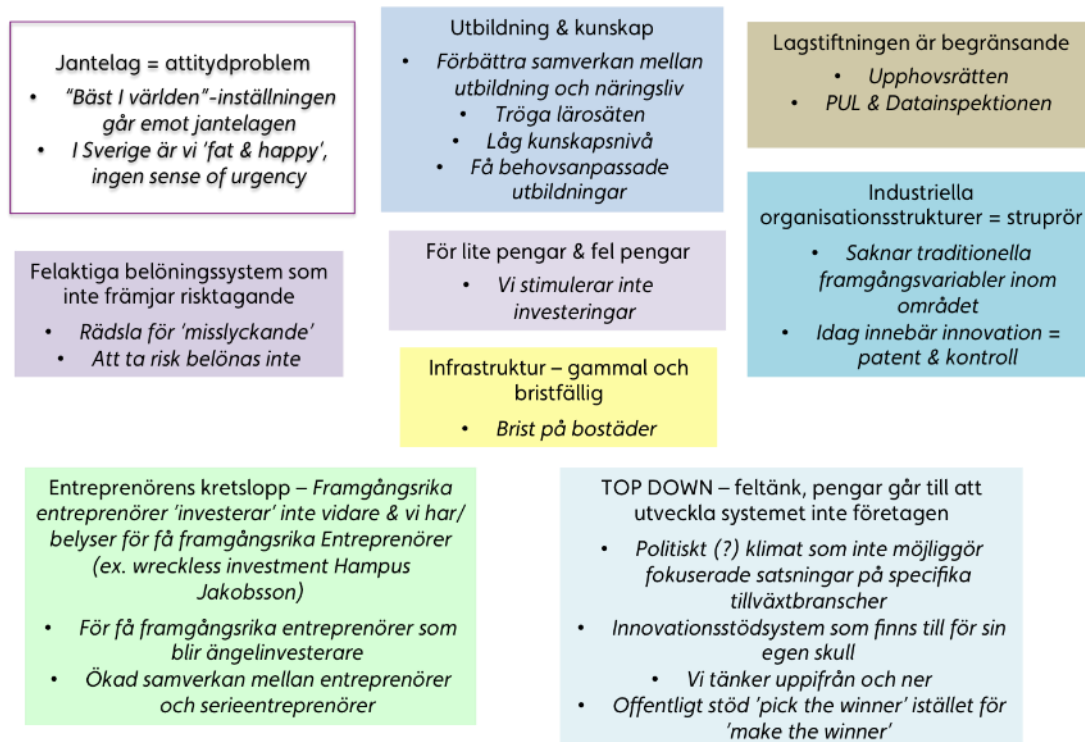 Jantelag = attitydproblem
• "Bäst I världen"-inställningen
går emot jantelagen
• I Sverige är vi 'fat & happy',
ingen sense of urgency
Utbildning & kunskap
• Förbättra samverkan mellan
utbildning och näringsliv
• Tröga lärosäten
• Låg kunskapsnivå
• Få behovsanpassade
utbildningar
Lagstiftningen är begränsande
• Upphovsrätten
• PUL & Datainspektionen
Industriella
organisationsstrukturer = struprör
• Saknar traditionella
framgångsvariabler inom
området
• Idag innebär innovation =
patent & kontroll
Felaktiga belöningssystem som
inte främjar risktagande
• Rädsla för 'misslyckande'
• Att ta risk belönas inte
För lite pengar & fel pengar
• Vi stimulerar inte
investeringar
Infrastruktur – gammal och
bristfällig
• Brist på bostäder
Entreprenörens kretslopp – Framgångsrika
entreprenörer 'investerar' inte vidare & vi har/
belyser för få framgångsrika Entreprenörer
(ex. wreckless investment Hampus
Jakobsson)
• För få framgångsrika entreprenörer som
blir ängelinvesterare
• Ökad samverkan mellan entreprenörer
och serieentreprenörer
TOP DOWN – feltänk, pengar går till att
utveckla systemet inte företagen
• Politiskt (?) klimat som inte möjliggör
fokuserade satsningar på specifika
tillväxtbranscher
• Innovationsstödsystem som finns till för sin
egen skull
• Vi tänker uppifrån och ner
• Offentligt stöd 'pick the winner' istället för
'make the winner'